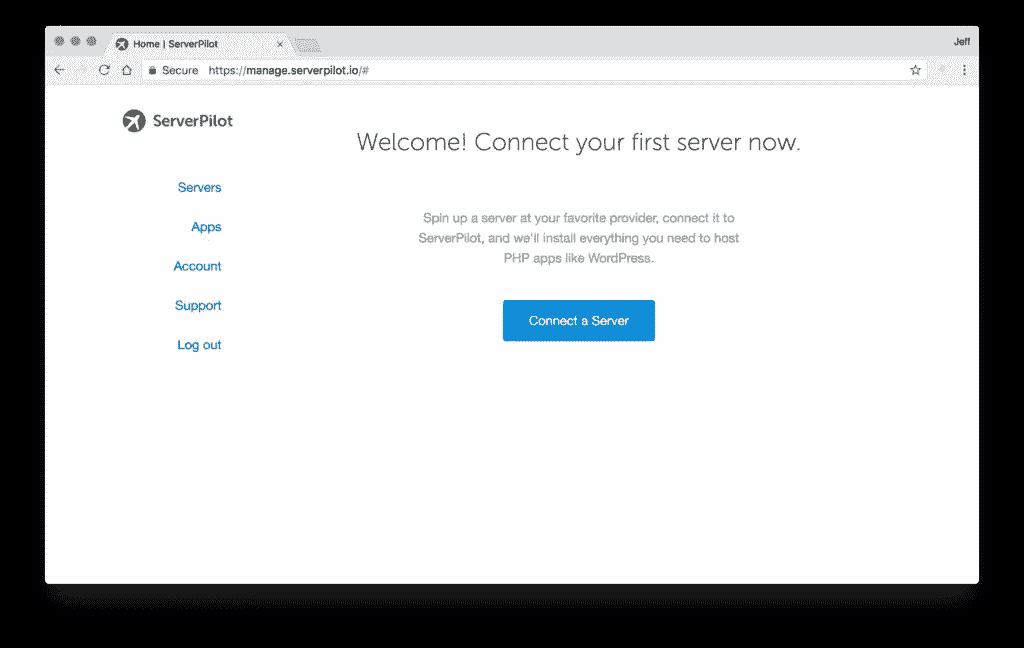 Home | ServerPilot
Jeff
Secure https://manage.serverpilot.io/#
ServerPilot
Welcome! Connect your first server now.
Servers
Apps
Account
Support
Log out
Spin up a server at your favorite provider, connect it to
ServerPilot, and we'll install everything you need to host
PHP apps like WordPress.
Connect a Server